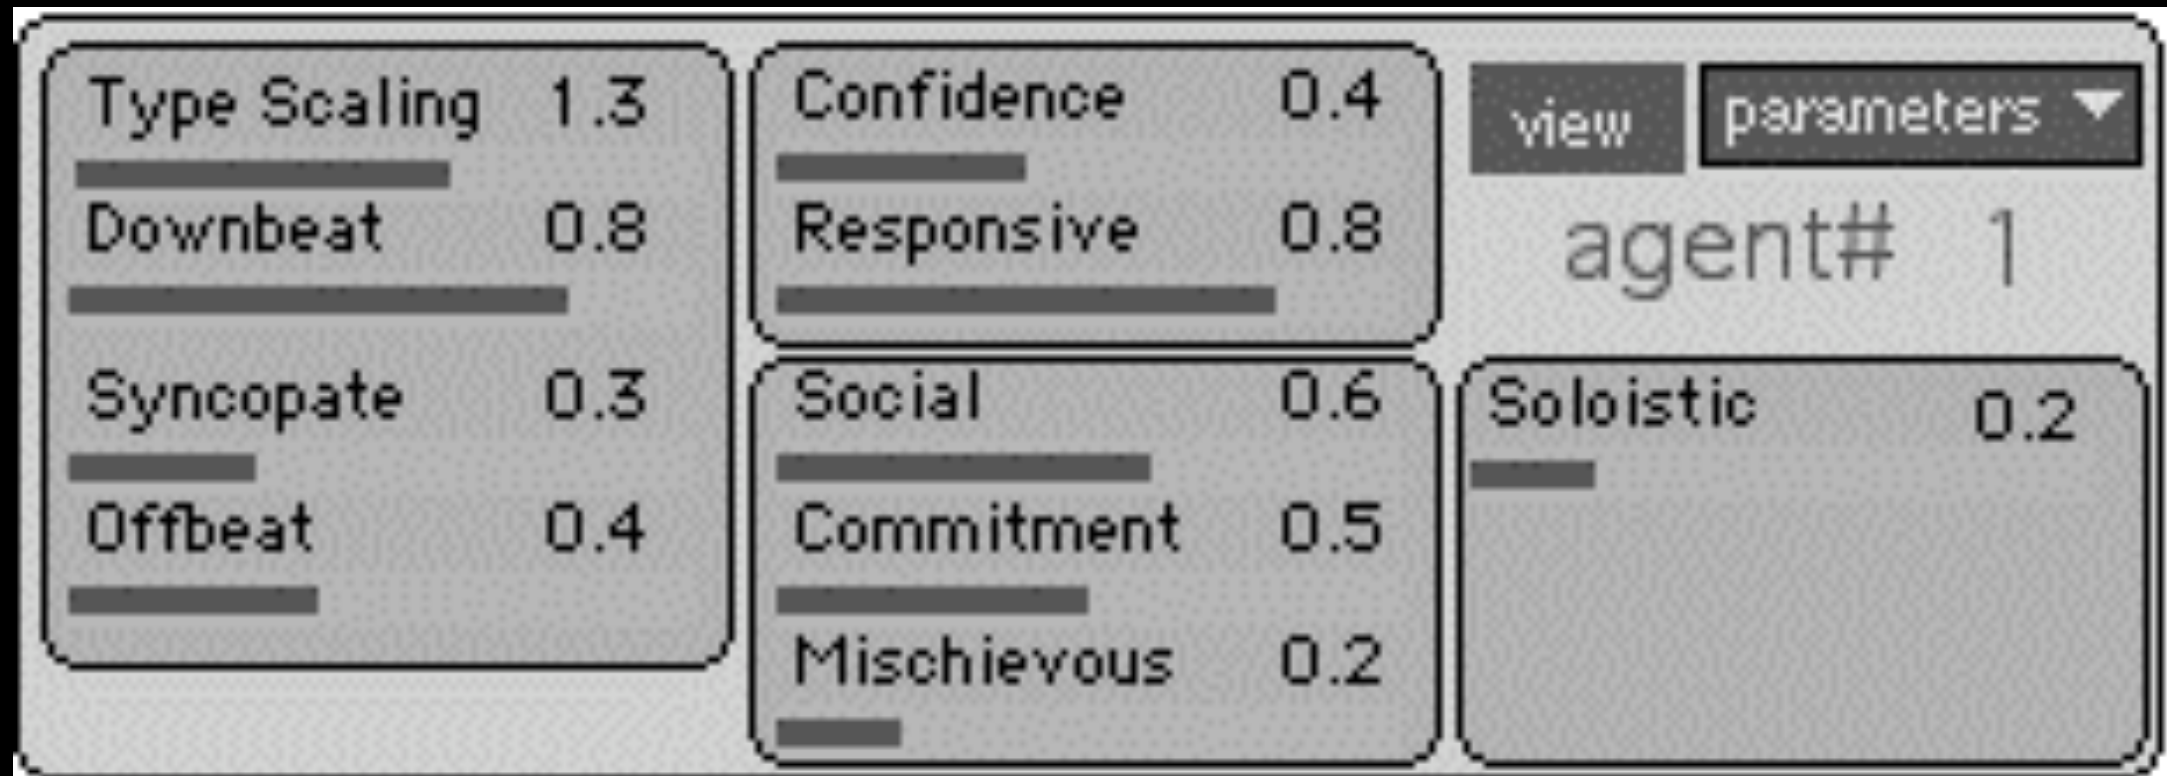 Type Scaling 1.3
Downbeat 0.8
Syncopate 0.3
Offbeat 0.4
Confidence 0.4
Responsive 0.8
Social 0.6
Commitment 0.5
Mischievous 0.2
view parameters
agent# 1
Soloistic 0.2